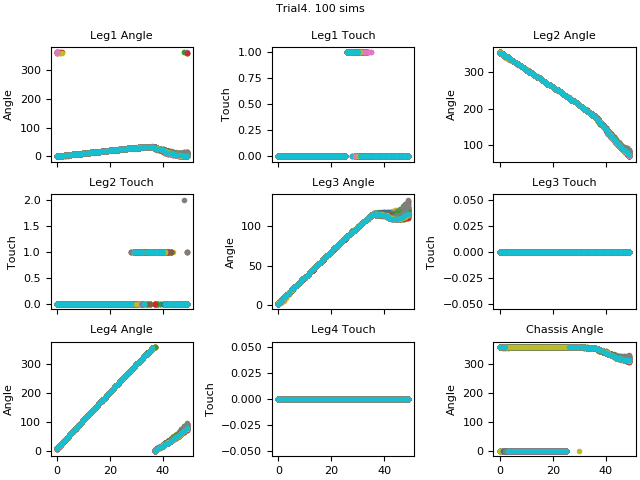 Trial4. 100 sims
Leg1 Angle
Leg1 Touch
Leg2 Angle
Angle
300
200
100
0
Touch
1.00
0.75
0.50
0.25
0.00
Angle
300
200
100
Leg2 Touch
Leg3 Angle
Leg3 Touch
Touch
2.0
1.5
1.0
0.5
0.0
Angle
100
50
0
Touch
0.050
0.025
0.000
−0.025
−0.050
Leg4 Angle
Leg4 Touch
Chassis Angle
Angle
300
200
100
0
0 20 40
Touch
0.050
0.025
0.000
−0.025
−0.050
0 20 40
Angle
300
200
100
0
0 20 40